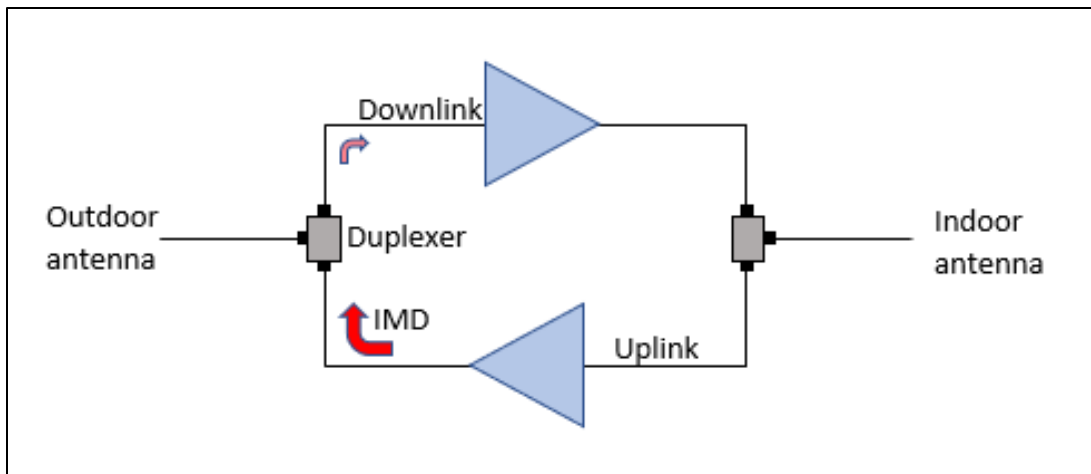 Downlink
Outdoor
antenna
Duplexer
Indoor
antenna
IMD
Uplink